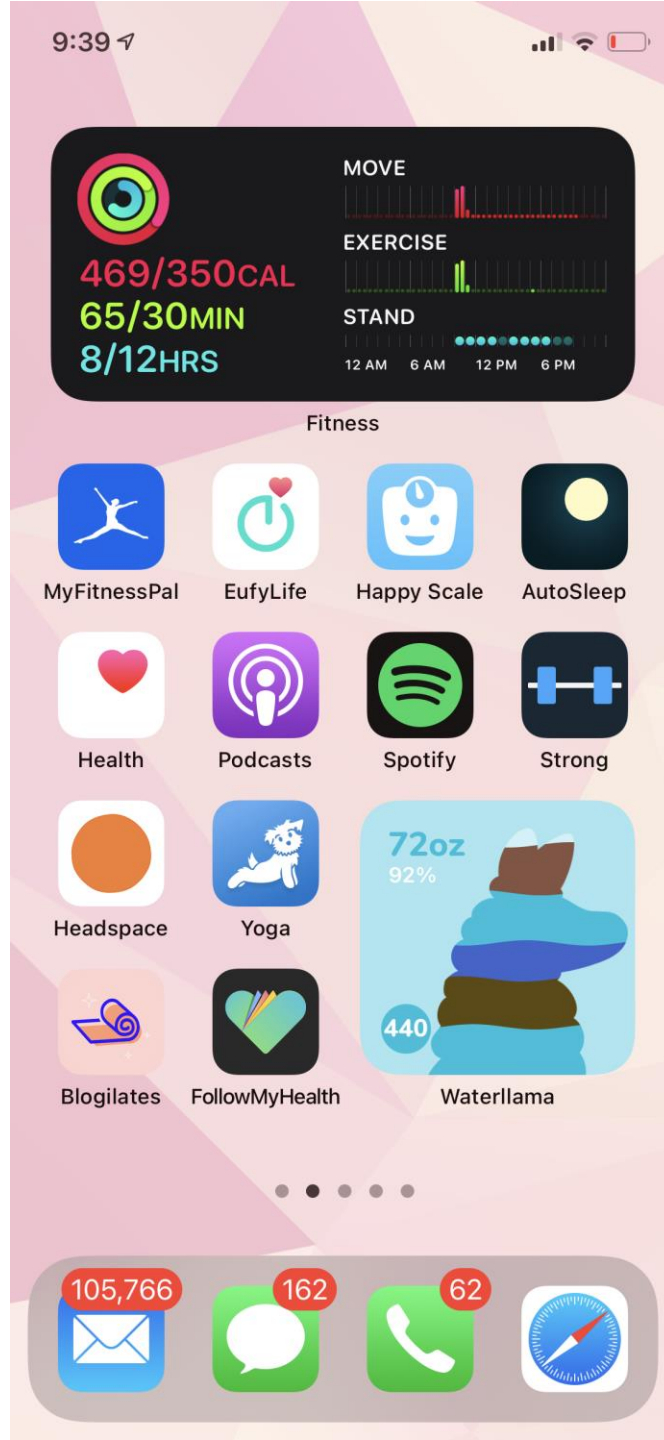 9:39
MOVE
EXERCISE
469/350CAL
65/30MIN
STAND
8/12HRS
12 AM 6 AM 12 PM 6 PM
Fitness
MyFitnessPal EufyLife Happy Scale AutoSleep
Health Podcasts Spotify Strong
72oz
92%
Headspace Yoga
440
Blogilates FollowMyHealth Waterllama
105,766 162 62